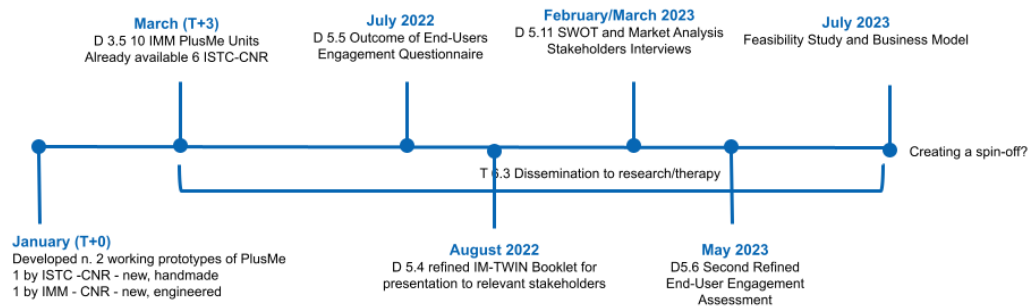 March (T+3)
D 3.5 10 IMM PlusMe Units
Already available 6 ISTC-CNR
July 2022
D 5.5 Outcome of End-Users
Engagement Questionnaire
February/March 2023
D 5.11 SWOT and Market Analysis
Stakeholders Interviews
July 2023
Feasibility Study and Business Model
Creating a spin-off?
T 6.3 Dissemination to research/therapy
January (T+0)
Developed n. 2 working prototypes of PlusMe
1 by ISTC -CNR - new, handmade
1 by IMM - CNR - new, engineered
August 2022
D 5.4 refined IM-TWIN Booklet for
presentation to relevant stakeholders
May 2023
D5.6 Second Refined
End-User Engagement
Assessment